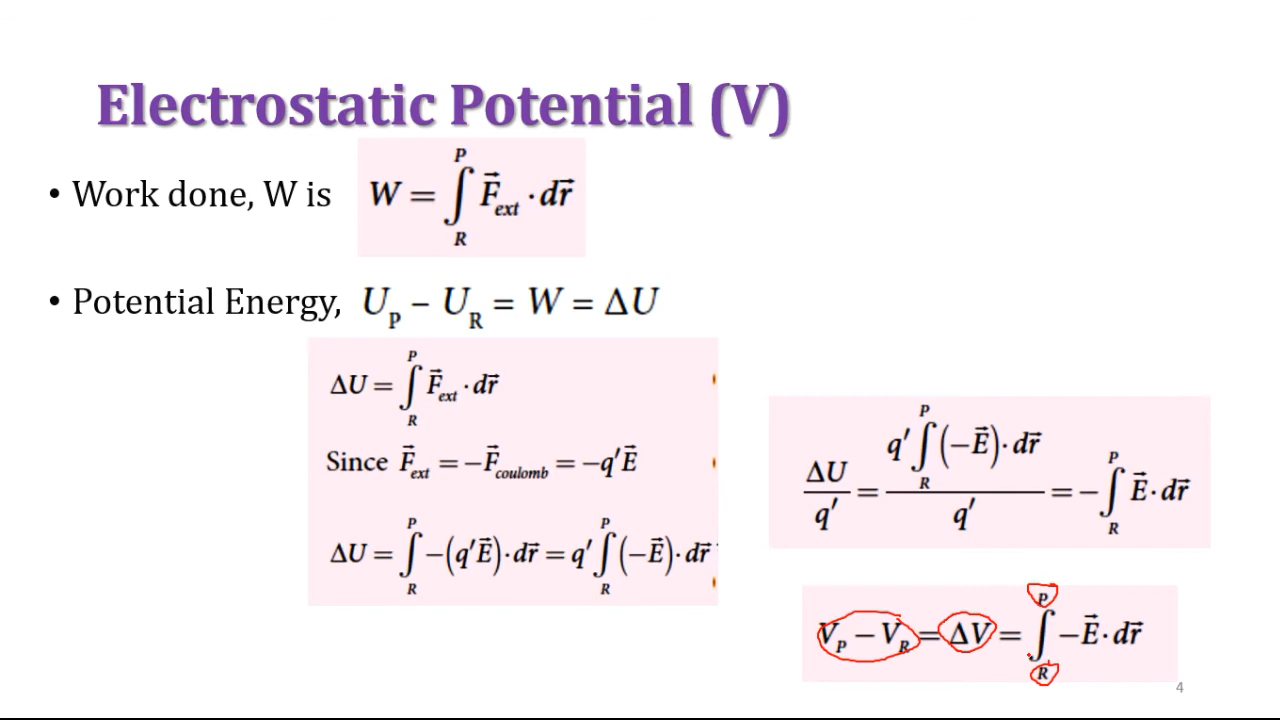 Electrostatic Potential (V)
• Work done, W is W = ∫_R^P F⃗_ext · dr⃗
• Potential Energy, U_P − U_R = W = ΔU
ΔU = ∫_R^P F⃗_ext · dr⃗
Since F⃗_ext = −F⃗_coulomb = −q′E⃗
ΔU = ∫_R^P −(q′E⃗) · dr⃗ = q′ ∫_R^P (−E⃗) · dr⃗
ΔU/q′ = q′ ∫_R^P (−E⃗) · dr⃗ / q′ = − ∫_R^P E⃗ · dr⃗
V_P − V_R = ΔV = ∫_R^P −E⃗ · dr⃗
4